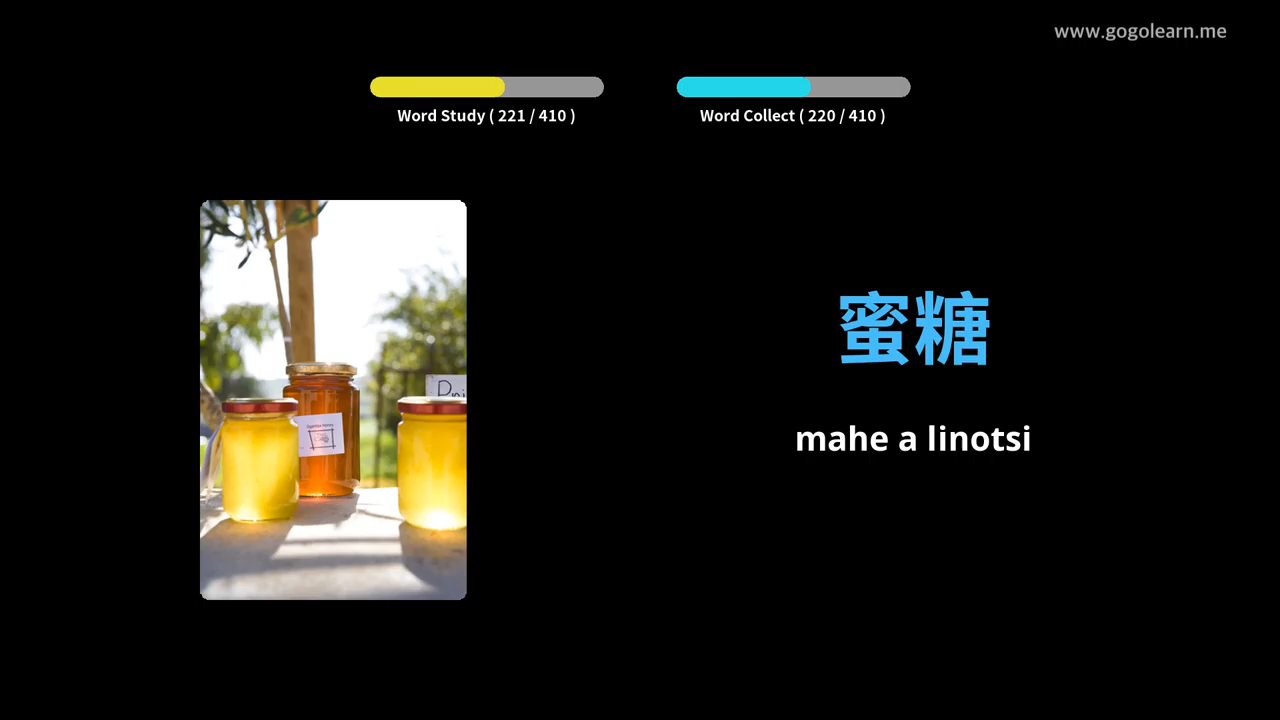 www.gogolearn.me
Word Study ( 221 / 410 )
Word Collect ( 220 / 410 )
蜜糖
mahe a linotsi